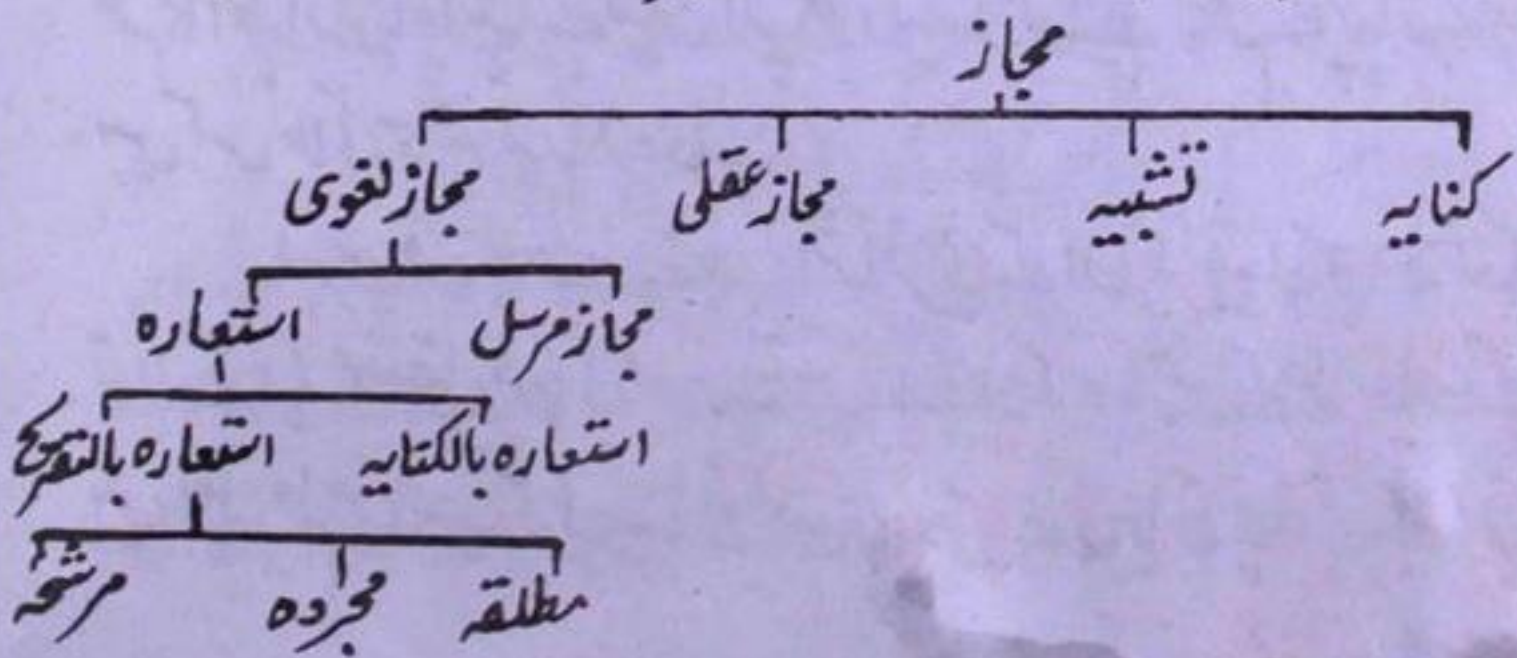 مجاز
کنایہ تشبیہ مجاز عقلی مجاز لغوی
مجاز مرسل استعارہ
استعارہ بالکنایہ استعارہ بالتصریح
مطلقہ مجردہ مرشحہ